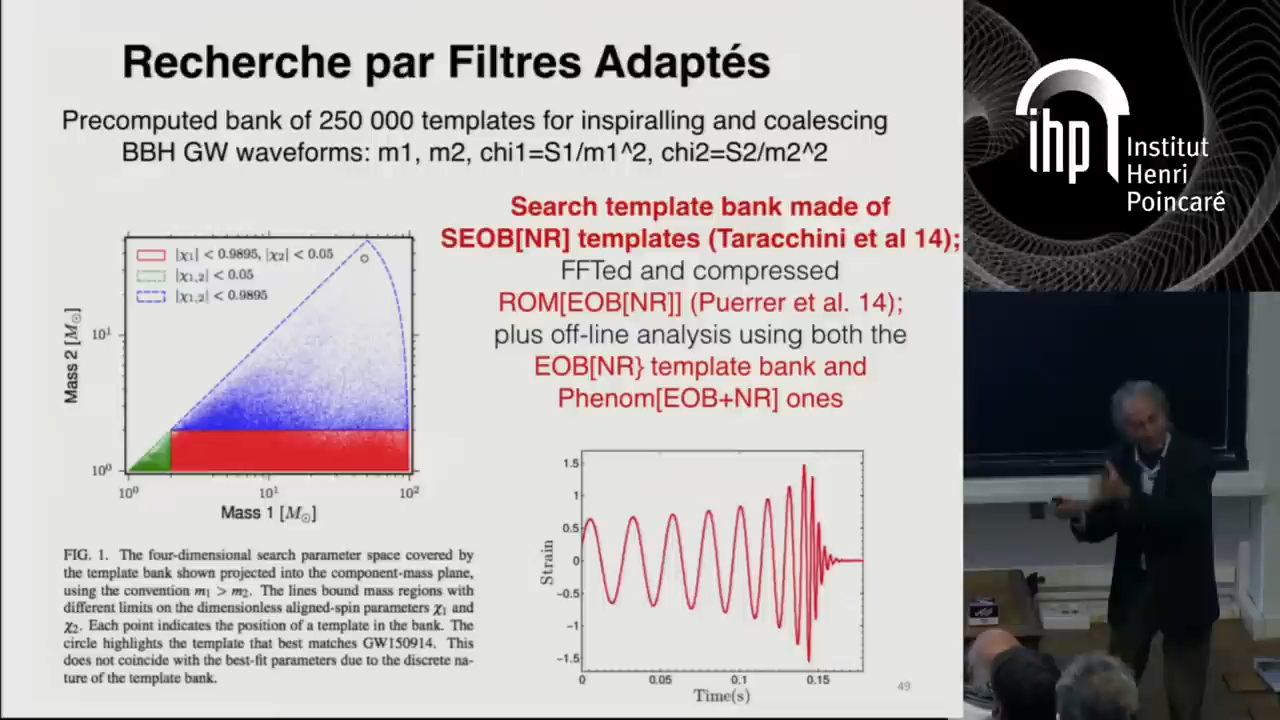 Recherche par Filtres Adaptés
Precomputed bank of 250 000 templates for inspiralling and coalescing
BBH GW waveforms: m1, m2, chi1=S1/m1^2, chi2=S2/m2^2
Search template bank made of
SEOB[NR] templates (Taracchini et al 14);
FFTed and compressed
ROM[EOB[NR]] (Puerrer et al. 14);
plus off-line analysis using both the
EOB[NR} template bank and
Phenom[EOB+NR] ones
|χ₁| < 0.9895, |χ₂| < 0.05
|χ₁,₂| < 0.05
|χ₁,₂| < 0.9895
Mass 2 [M⊙]
10¹
10⁰
10⁰ 10¹ 10²
Mass 1 [M⊙]
FIG. 1. The four-dimensional search parameter space covered by
the template bank shown projected into the component-mass plane,
using the convention m₁ > m₂. The lines bound mass regions with
different limits on the dimensionless aligned-spin parameters χ₁ and
χ₂. Each point indicates the position of a template in the bank. The
circle highlights the template that best matches GW150914. This
does not coincide with the best-fit parameters due to the discrete na-
ture of the template bank.
Strain
1.5
1
0.5
0
−0.5
−1
−1.5
0 0.05 0.1 0.15
Time(s)
49
ihp
Institut
Henri
Poincaré